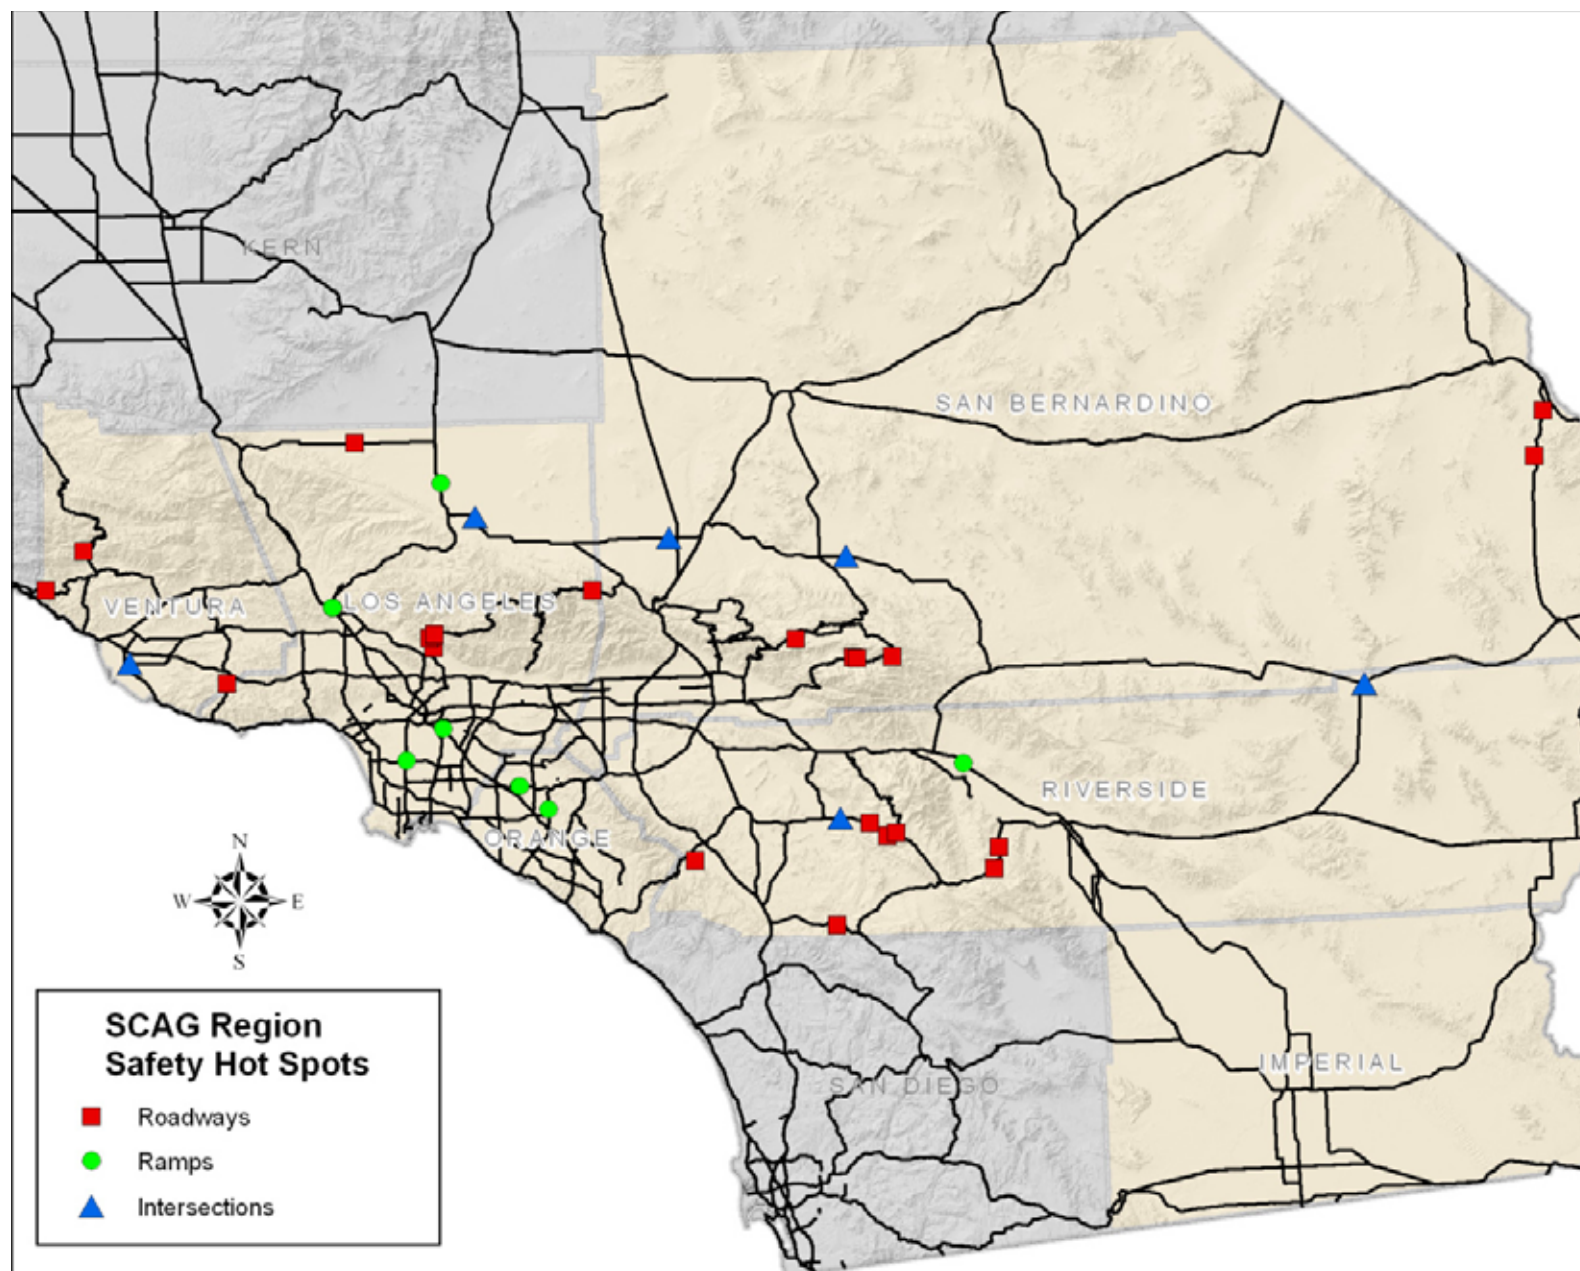 KERN
SAN BERNARDINO
VENTURA
LOS ANGELES
RIVERSIDE
ORANGE
N
W
E
S
IMPERIAL
SAN DIEGO
SCAG Region
Safety Hot Spots
Roadways
Ramps
Intersections